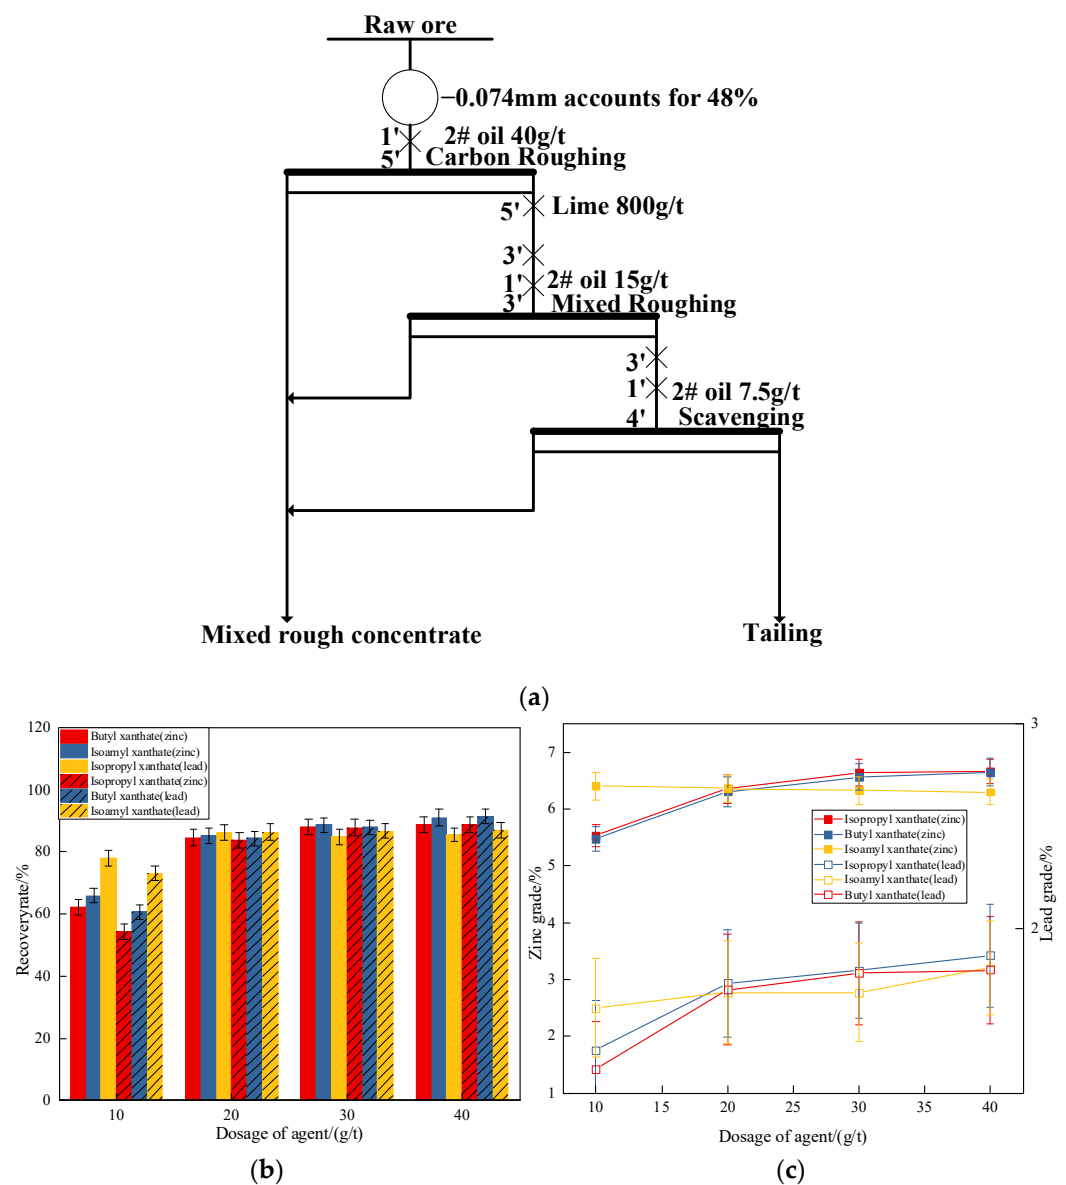 Raw ore
−0.074mm accounts for 48%
1' 2# oil 40g/t
5' Carbon Roughing
5' Lime 800g/t
3'
1' 2# oil 15g/t
3' Mixed Roughing
3'
1' 2# oil 7.5g/t
4' Scavenging
Mixed rough concentrate
Tailing
(a)
120
100
80
60
40
20
0
Recoveryrate/%
Butyl xanthate(zinc)
Isoamyl xanthate(zinc)
Isopropyl xanthate(lead)
Isopropyl xanthate(zinc)
Butyl xanthate(lead)
Isoamyl xanthate(lead)
10 20 30 40
Dosage of agent/(g/t)
(b)
7
6
5
4
3
2
1
Zinc grade/%
3
2
Lead grade/%
Isopropyl xanthate(zinc)
Butyl xanthate(zinc)
Isoamyl xanthate(zinc)
Isopropyl xanthate(lead)
Isoamyl xanthate(lead)
Butyl xanthate(lead)
10 15 20 25 30 35 40
Dosage of agent/(g/t)
(c)